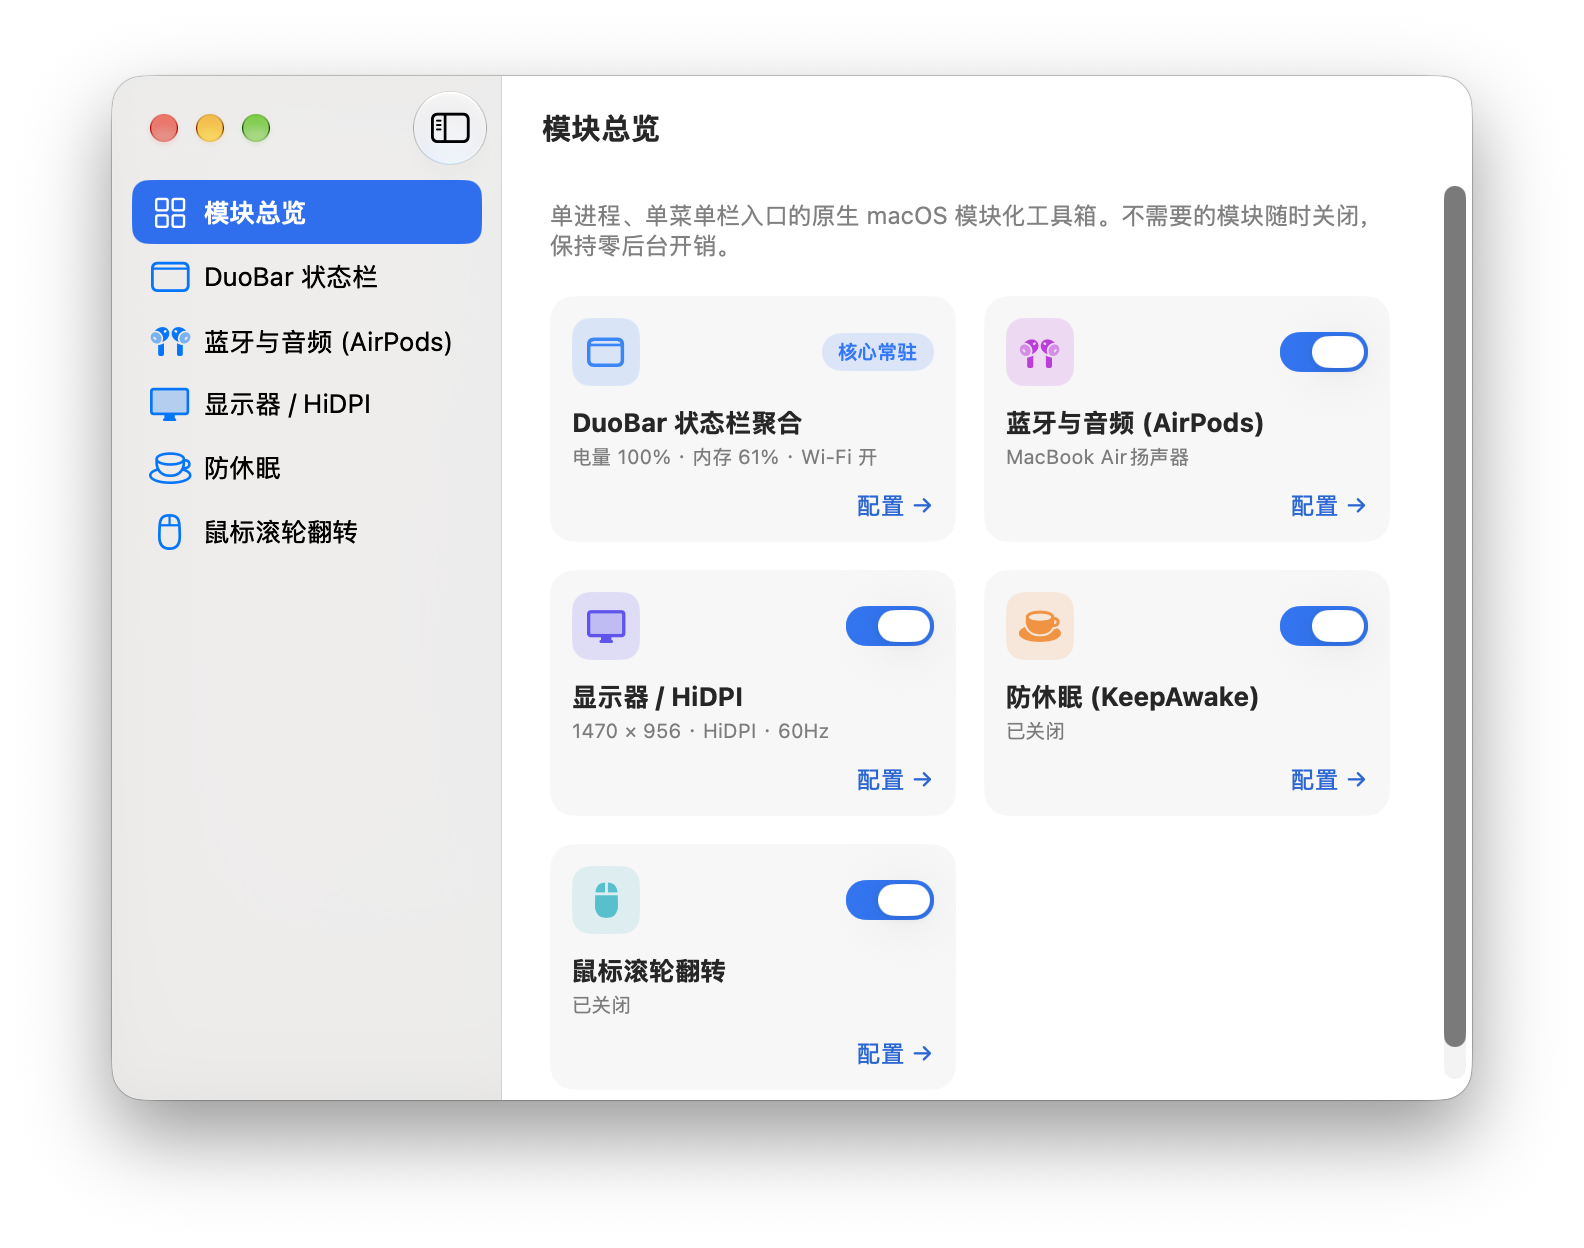 模块总览
DuoBar 状态栏
蓝牙与音频 (AirPods)
显示器 / HiDPI
防休眠
鼠标滚轮翻转
模块总览
单进程、单菜单栏入口的原生 macOS 模块化工具箱。不需要的模块随时关闭，
保持零后台开销。
核心常驻
DuoBar 状态栏聚合
电量 100% · 内存 61% · Wi-Fi 开
配置 →
蓝牙与音频 (AirPods)
MacBook Air扬声器
配置 →
显示器 / HiDPI
1470 × 956 · HiDPI · 60Hz
配置 →
防休眠 (KeepAwake)
已关闭
配置 →
鼠标滚轮翻转
已关闭
配置 →